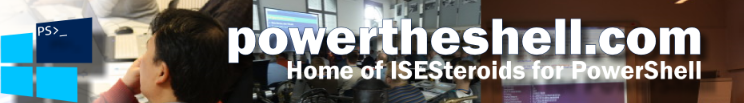 PS>_
powertheshell.com
Home of ISESteroids for PowerShell